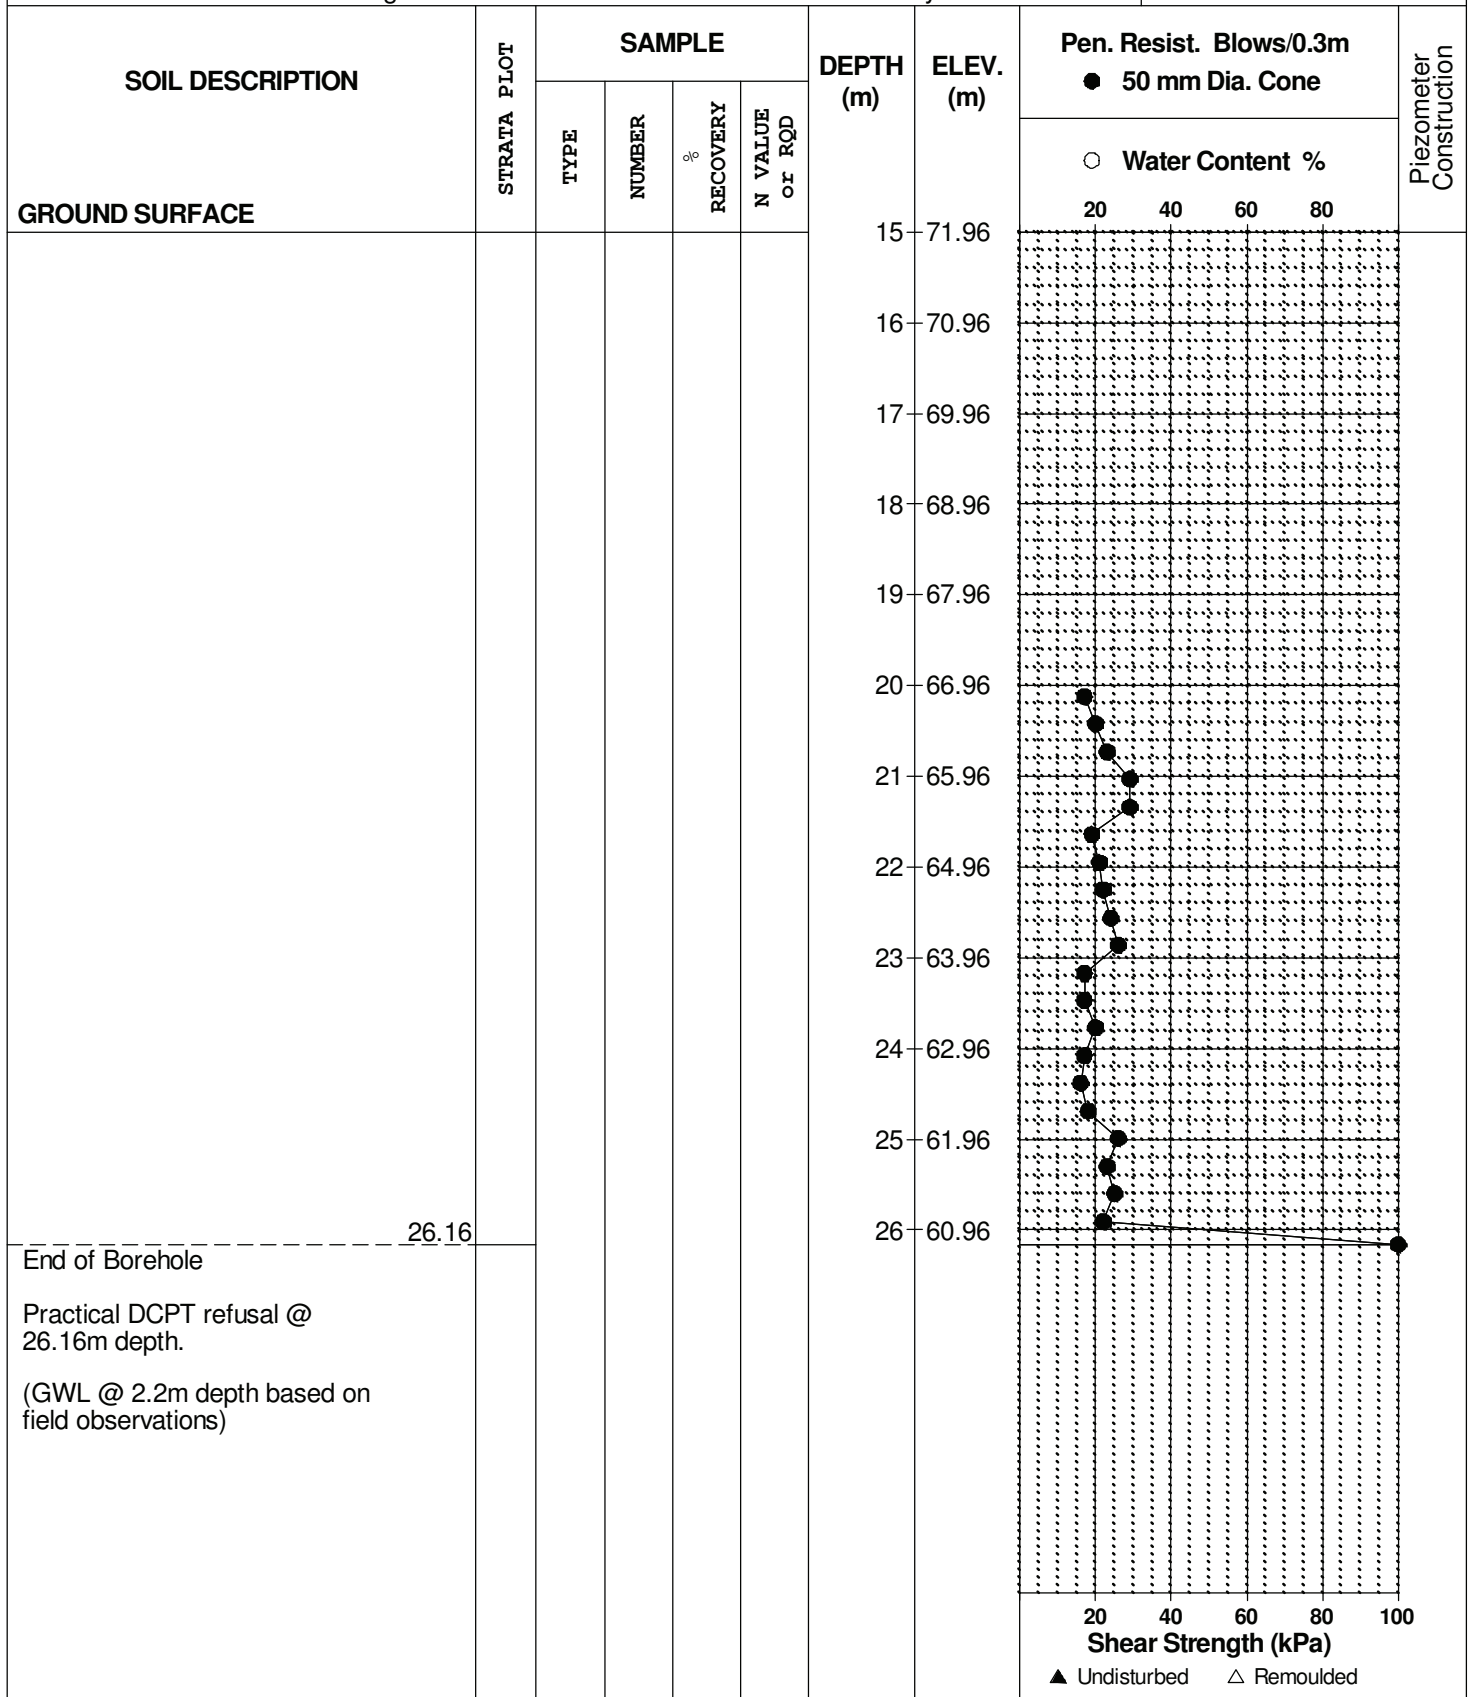 SOIL DESCRIPTION
GROUND SURFACE
STRATA PLOT
SAMPLE
TYPE
NUMBER
%
RECOVERY
N VALUE
or RQD
DEPTH
(m)
ELEV.
(m)
Pen. Resist. Blows/0.3m
● 50 mm Dia. Cone
○ Water Content %
20 40 60 80
Piezometer
Construction
15 71.96
16 70.96
17 69.96
18 68.96
19 67.96
20 66.96
21 65.96
22 64.96
23 63.96
24 62.96
25 61.96
26 60.96
26.16
End of Borehole
Practical DCPT refusal @
26.16m depth.
(GWL @ 2.2m depth based on
field observations)
20 40 60 80 100
Shear Strength (kPa)
▲ Undisturbed △ Remoulded